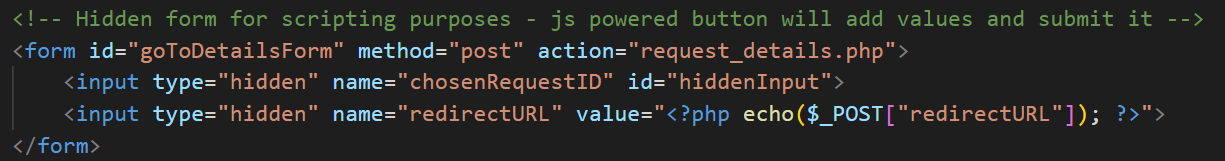 <!-- Hidden form for scripting purposes - js powered button will add values and submit it -->
<form id="goToDetailsForm" method="post" action="request_details.php">
    <input type="hidden" name="chosenRequestID" id="hiddenInput">
    <input type="hidden" name="redirectURL" value="<?php echo($_POST["redirectURL"]); ?>">
</form>